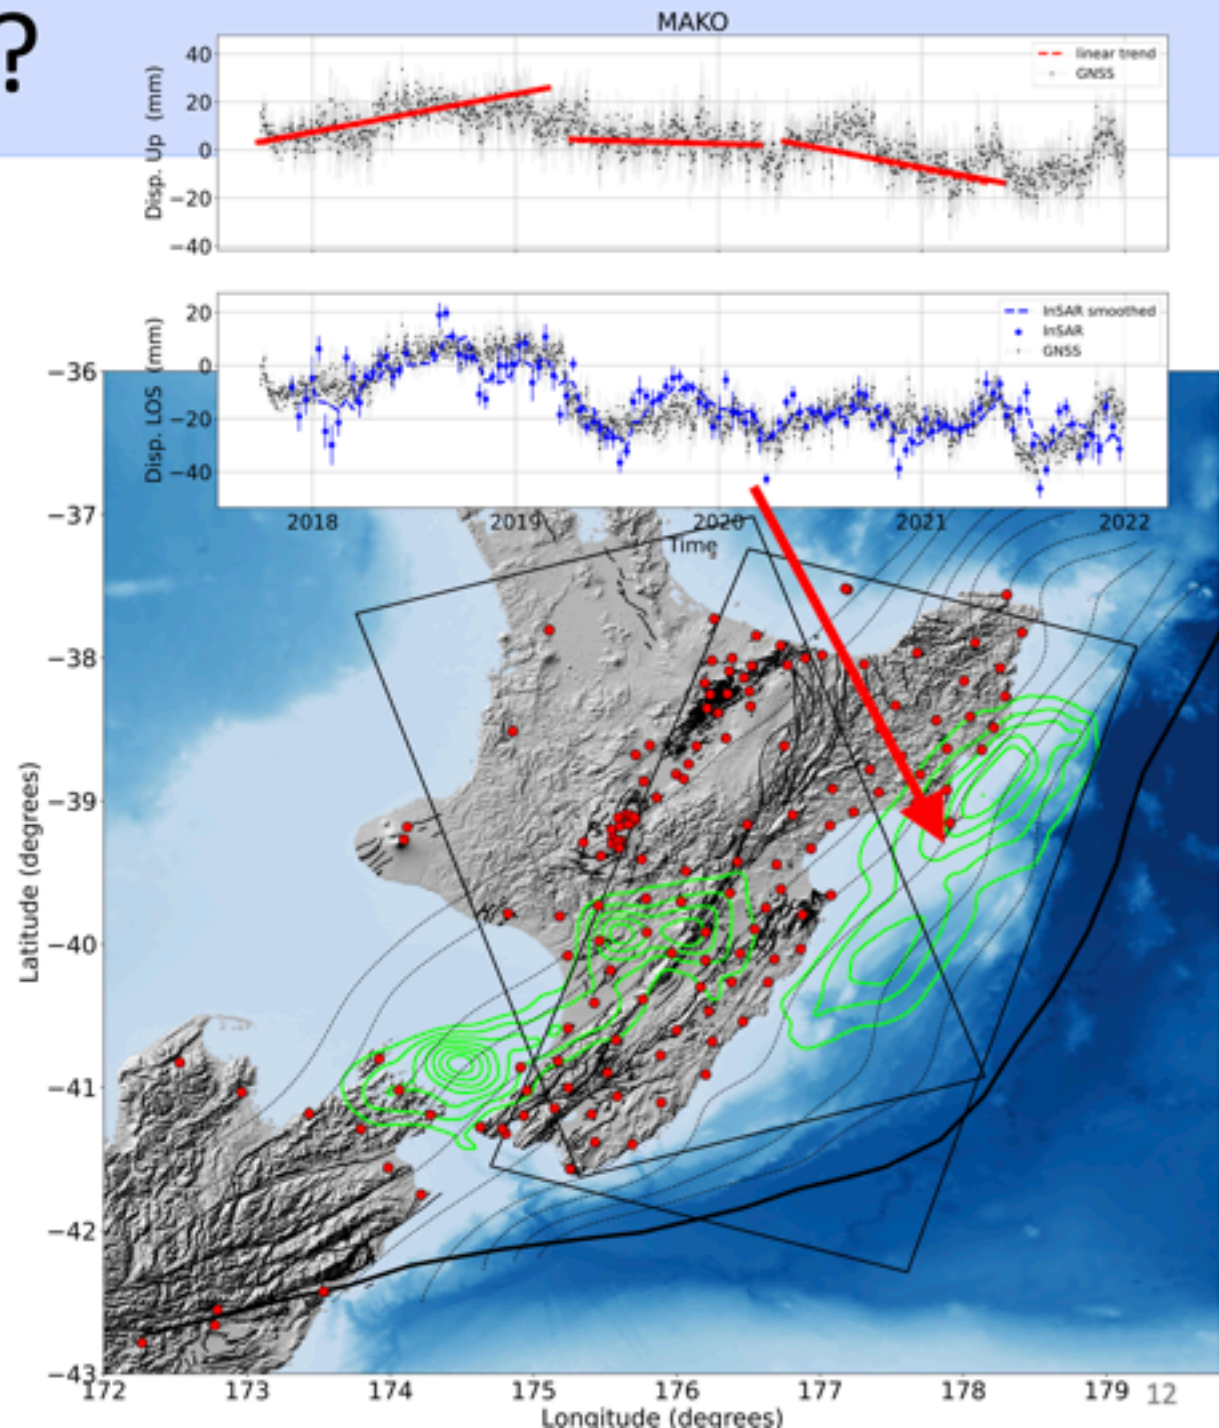 ?
MAKO
Disp. Up (mm)
40
20
0
−20
−40
linear trend
GNSS
Disp. LOS (mm)
20
0
−20
−40
InSAR smoothed
InSAR
GNSS
2018 2019 2020 2021 2022
Time
Latitude (degrees)
−36
−37
−38
−39
−40
−41
−42
−43
172 173 174 175 176 177 178 179 12
Longitude (degrees)